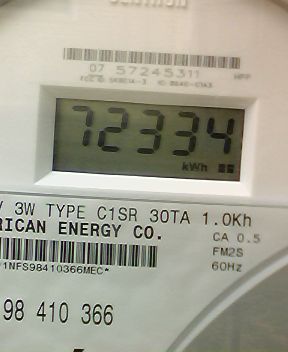 07 57245311
72334
kWh
V 3W TYPE C1SR 30TA 1.0Kh
RICAN ENERGY CO.
CA 0.5
FM2S
60Hz
1NFS98410366MEC*
98 410 366